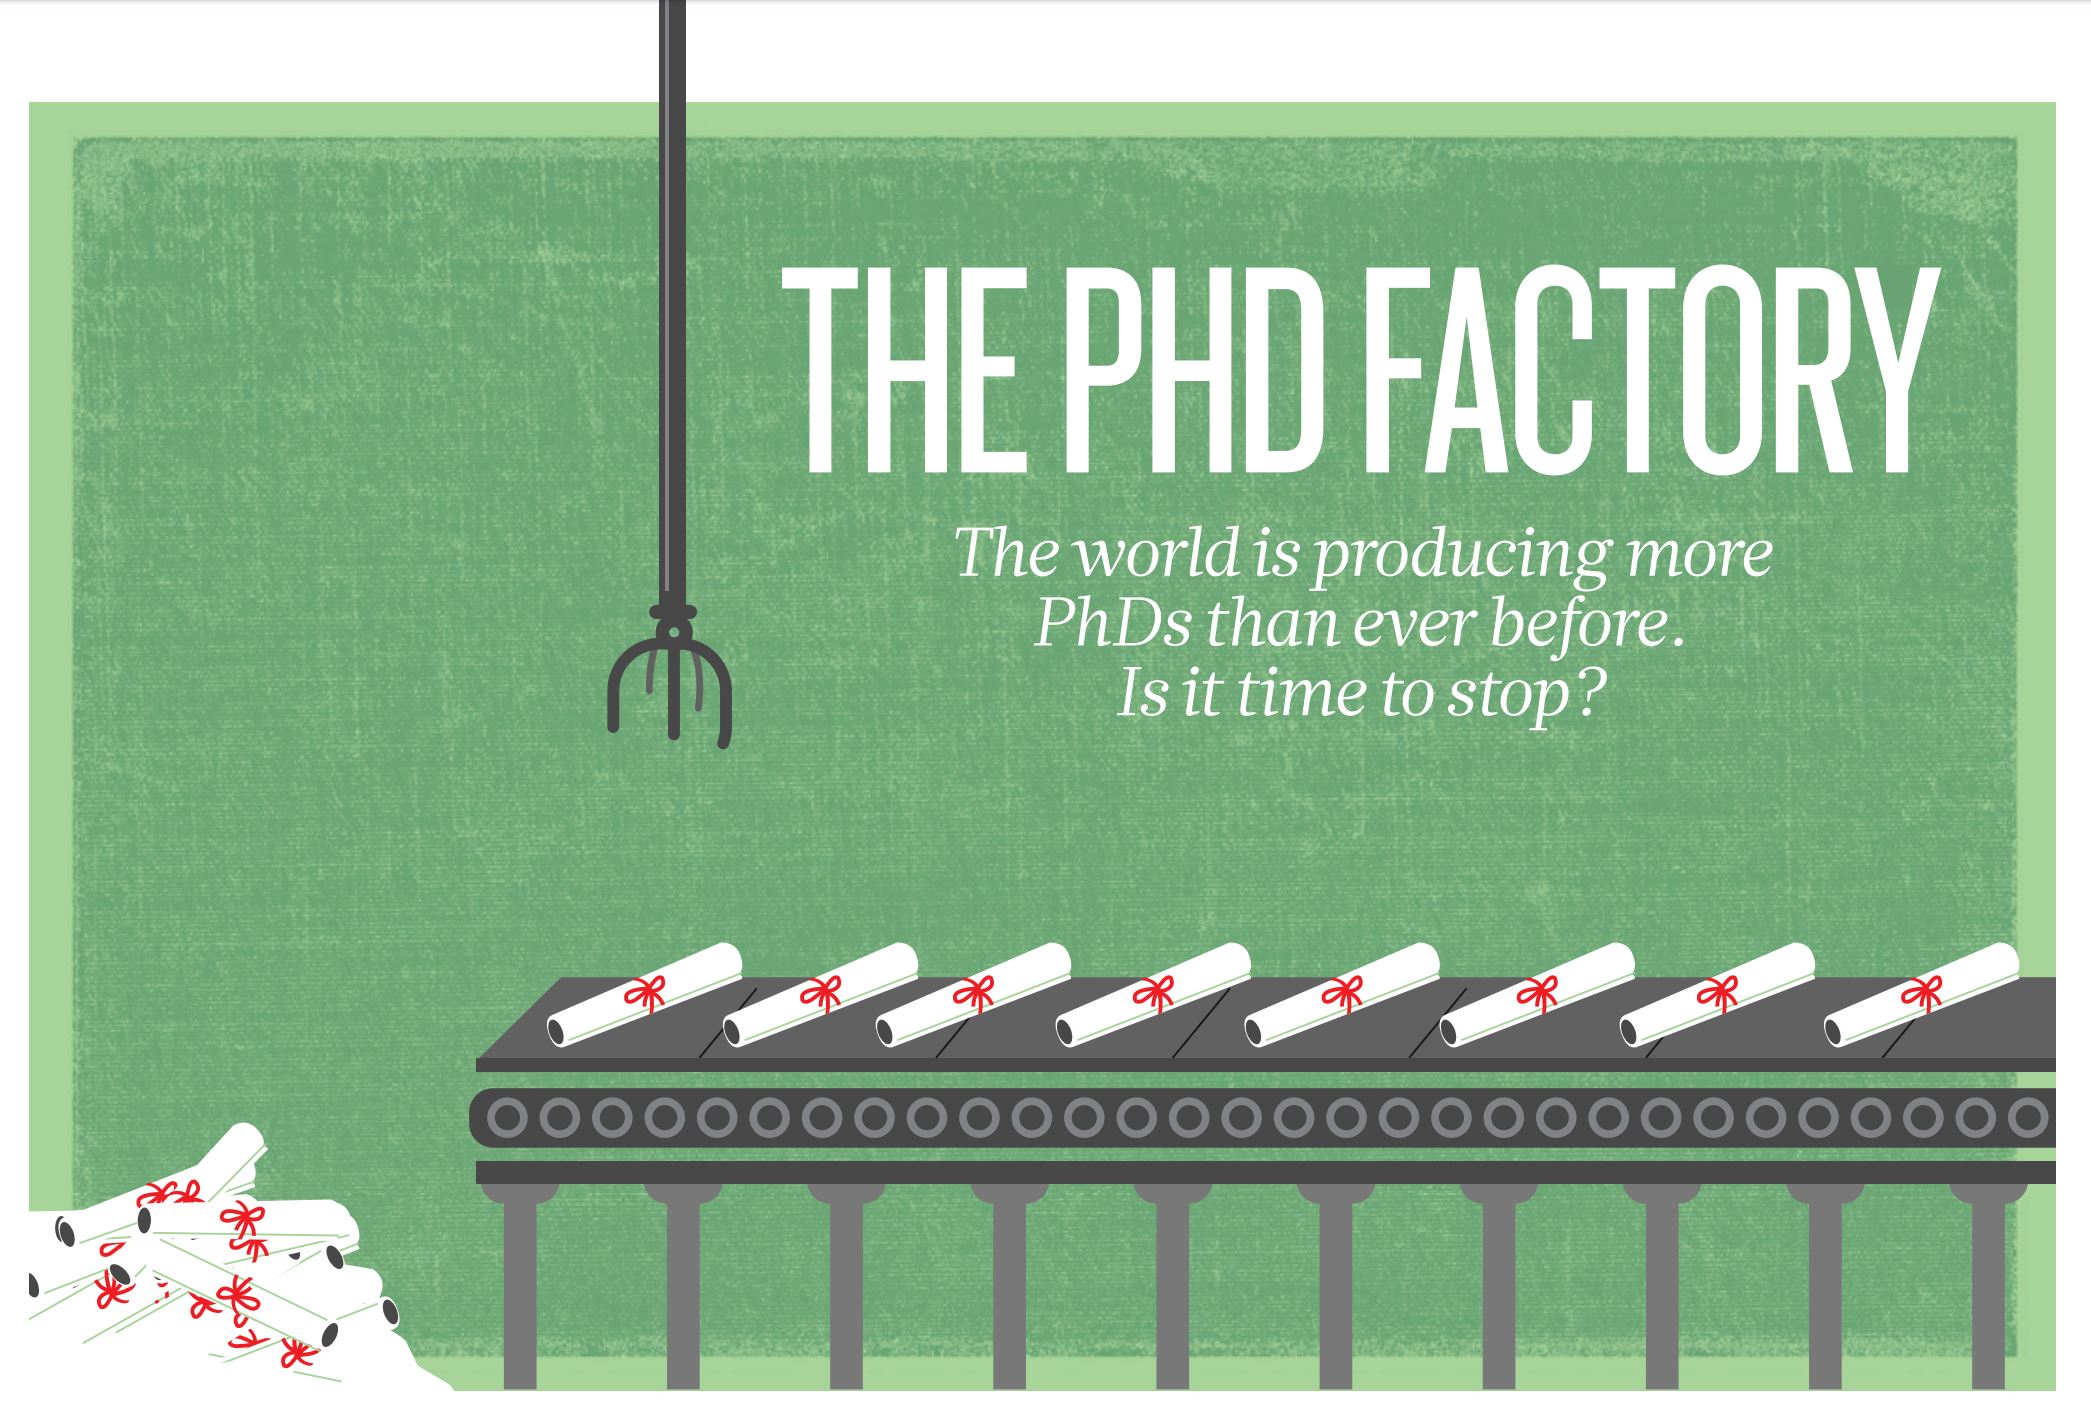 THE PHD FACTORY
The world is producing more
PhDs than ever before.
Is it time to stop?